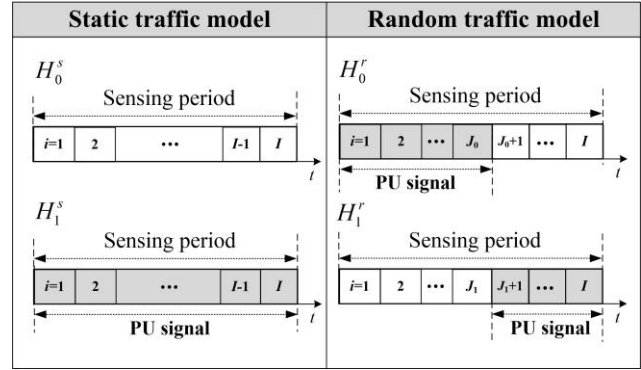 Static traffic model
Random traffic model
H_0^s
Sensing period
i=1 2 ••• I-1 I
t
H_1^s
Sensing period
i=1 2 ••• I-1 I
t
PU signal
H_0^r
Sensing period
i=1 2 ••• J_0 J_0+1 ••• I
t
PU signal
H_1^r
Sensing period
i=1 2 ••• J_1 J_1+1 ••• I
t
PU signal